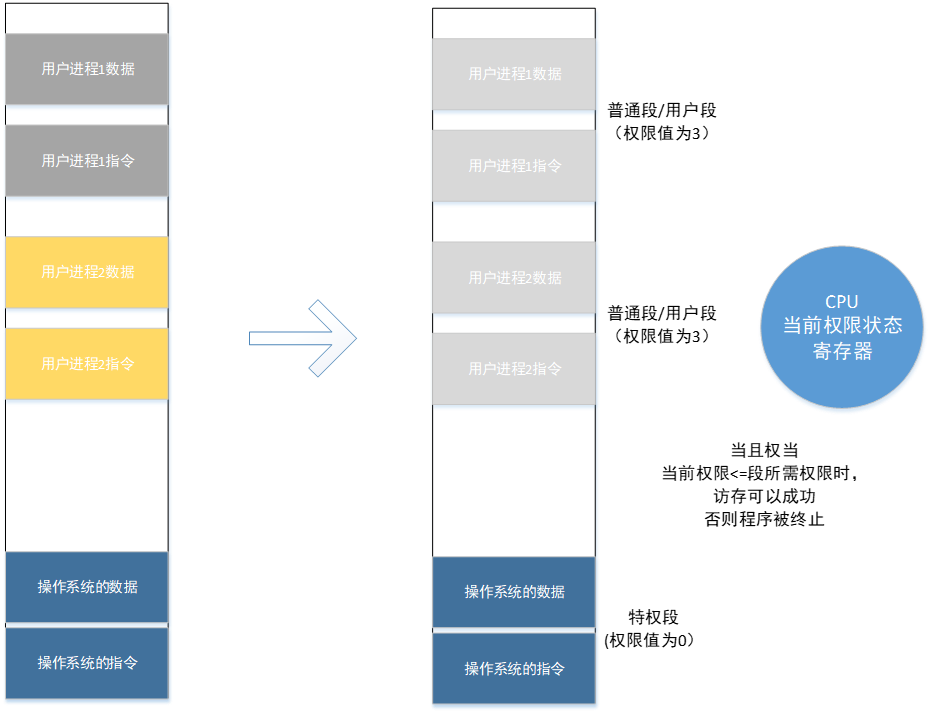 用户进程1数据
用户进程1指令
用户进程2数据
用户进程2指令
操作系统的数据
操作系统的指令
用户进程1数据
用户进程1指令
用户进程2数据
用户进程2指令
操作系统的数据
操作系统的指令
普通段/用户段
（权限值为3）
普通段/用户段
（权限值为3）
特权段
(权限值为0）
CPU
当前权限状态
寄存器
当且权当
当前权限<=段所需权限时，
访存可以成功
否则程序被终止